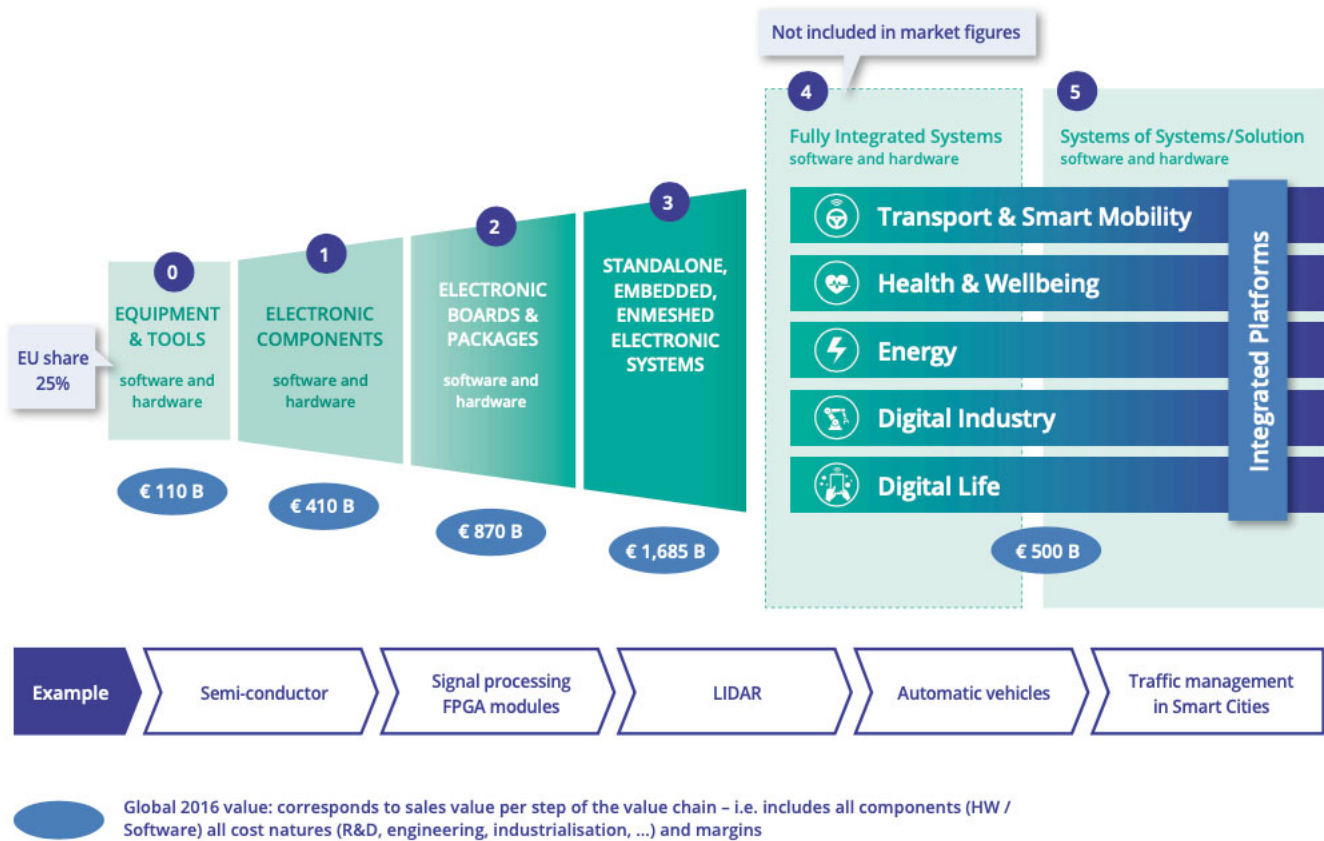 Not included in market figures
4
5
Fully Integrated Systems
software and hardware
Systems of Systems/Solution
software and hardware
0
EQUIPMENT
& TOOLS
software and
hardware
EU share
25%
1
ELECTRONIC
COMPONENTS
software and
hardware
2
ELECTRONIC
BOARDS &
PACKAGES
software and
hardware
3
STANDALONE,
EMBEDDED,
ENMESHED
ELECTRONIC
SYSTEMS
Transport & Smart Mobility
Health & Wellbeing
Energy
Digital Industry
Digital Life
Integrated Platforms
€ 110 B
€ 410 B
€ 870 B
€ 1,685 B
€ 500 B
Example
Semi-conductor
Signal processing
FPGA modules
LIDAR
Automatic vehicles
Traffic management
in Smart Cities
Global 2016 value: corresponds to sales value per step of the value chain – i.e. includes all components (HW /
Software) all cost natures (R&D, engineering, industrialisation, ...) and margins